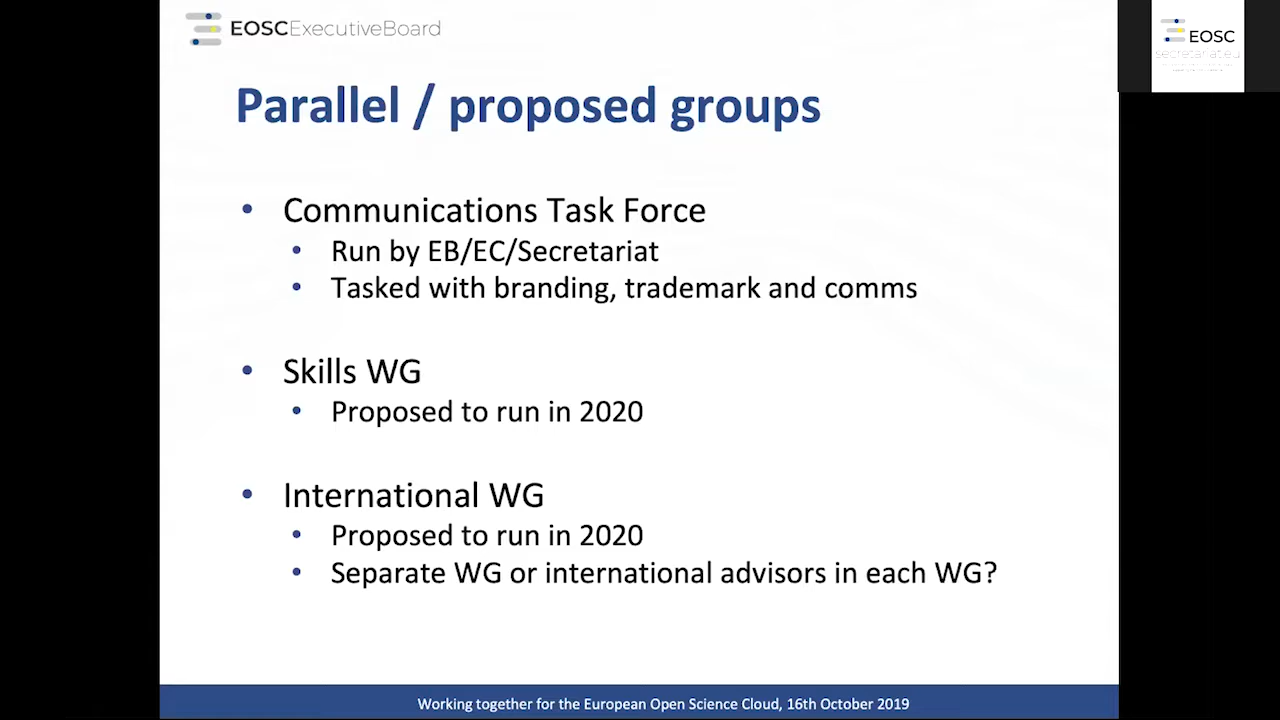 EOSCExecutiveBoard
EOSC
secretariat.eu
Parallel / proposed groups
• Communications Task Force
• Run by EB/EC/Secretariat
• Tasked with branding, trademark and comms
• Skills WG
• Proposed to run in 2020
• International WG
• Proposed to run in 2020
• Separate WG or international advisors in each WG?
Working together for the European Open Science Cloud, 16th October 2019